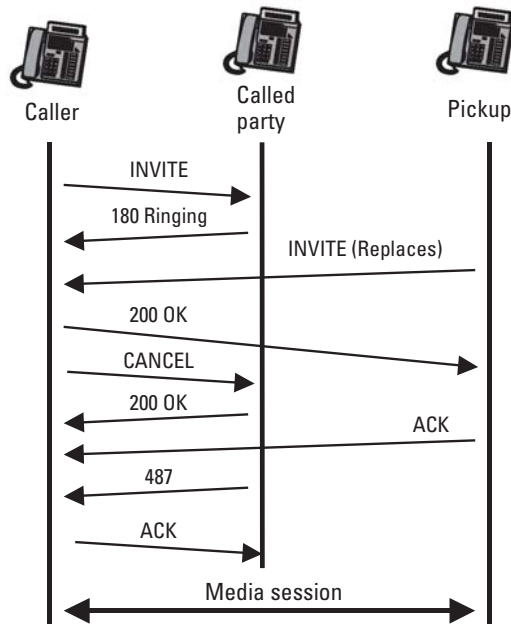 Caller
Called
party
Pickup
INVITE
180 Ringing
INVITE (Replaces)
200 OK
CANCEL
200 OK
ACK
487
ACK
Media session